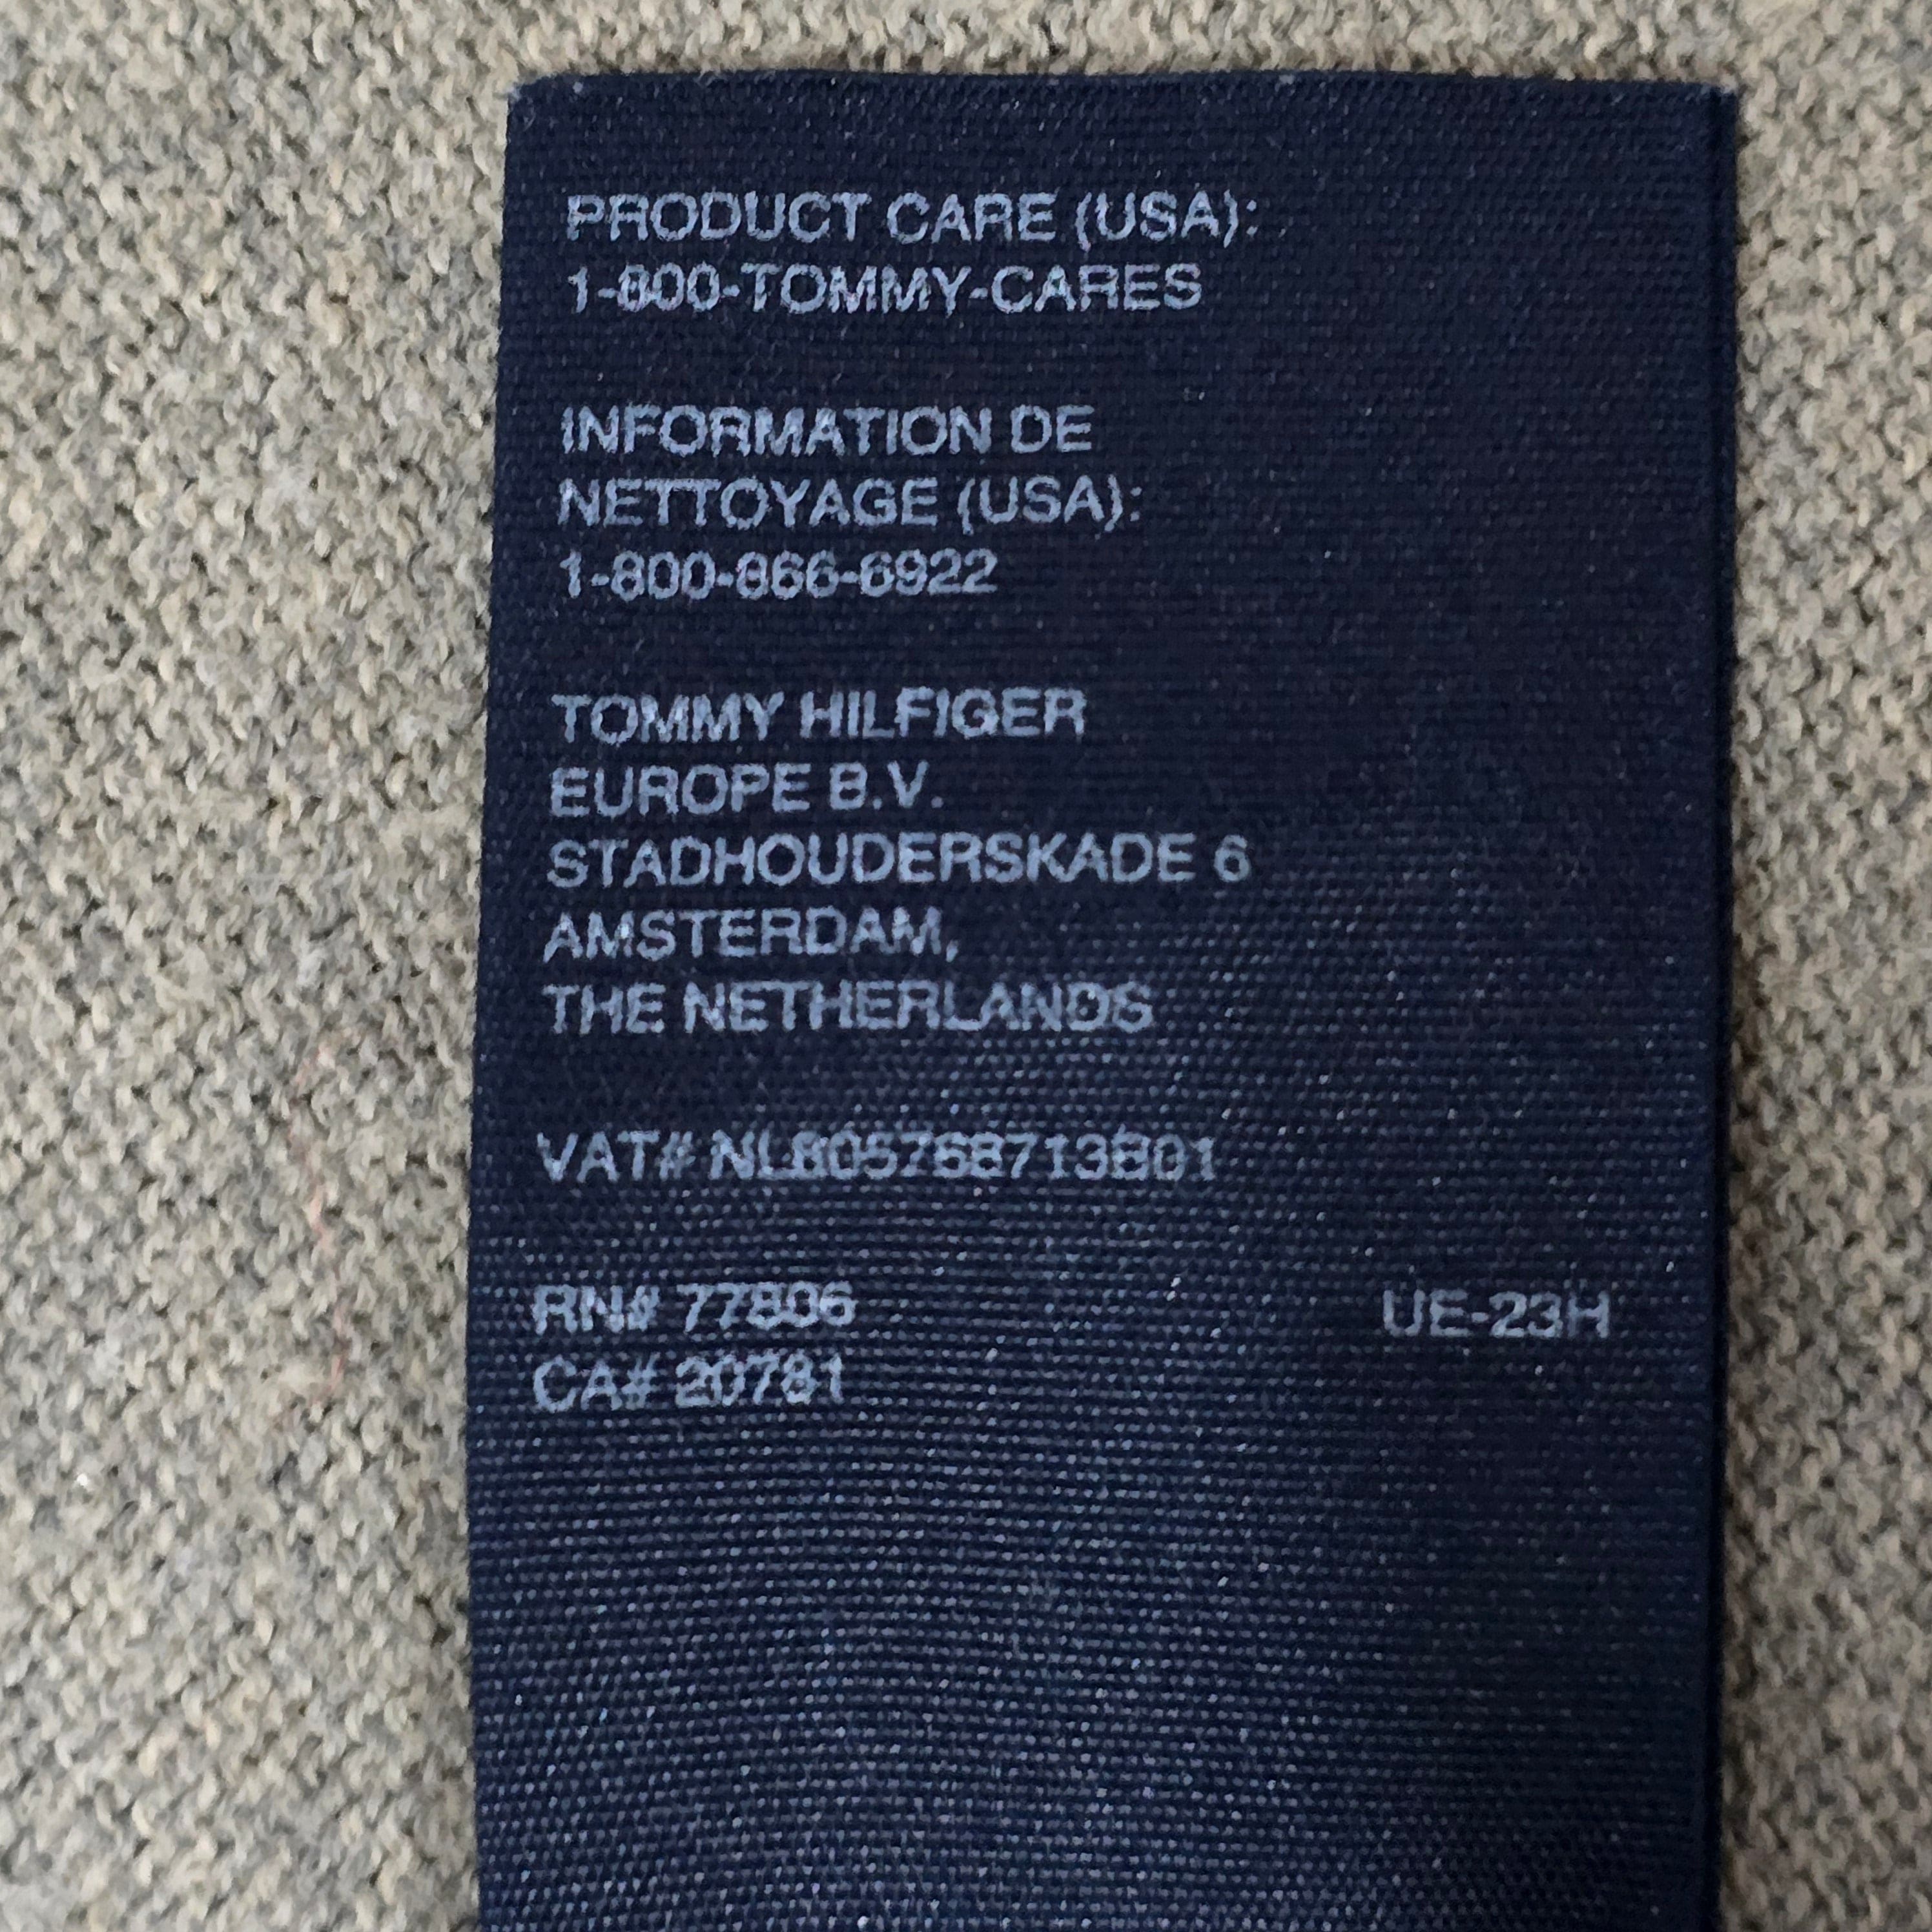 PRODUCT CARE (USA):
1-800-TOMMY-CARES
INFORMATION DE
NETTOYAGE (USA):
1-800-866-6922
TOMMY HILFIGER
EUROPE B.V.
STADHOUDERSKADE 6
AMSTERDAM,
THE NETHERLANDS
VAT# NL805768713B01
RN# 77806 UE-23H
CA# 20781